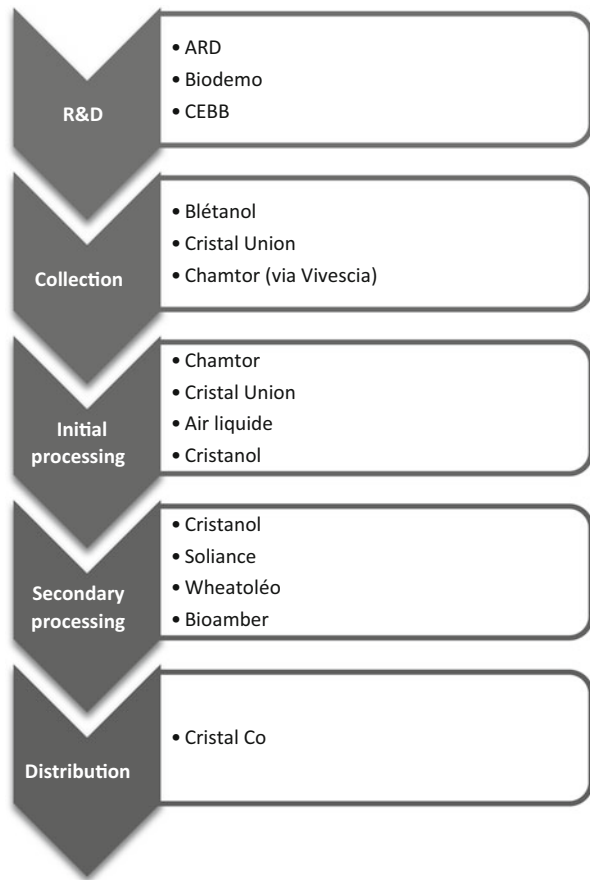 R&D
• ARD
• Biodemo
• CEBB
Collection
• Blétanol
• Cristal Union
• Chamtor (via Vivescia)
Initial
processing
• Chamtor
• Cristal Union
• Air liquide
• Cristanol
Secondary
processing
• Cristanol
• Soliance
• Wheatoléo
• Bioamber
Distribution
• Cristal Co